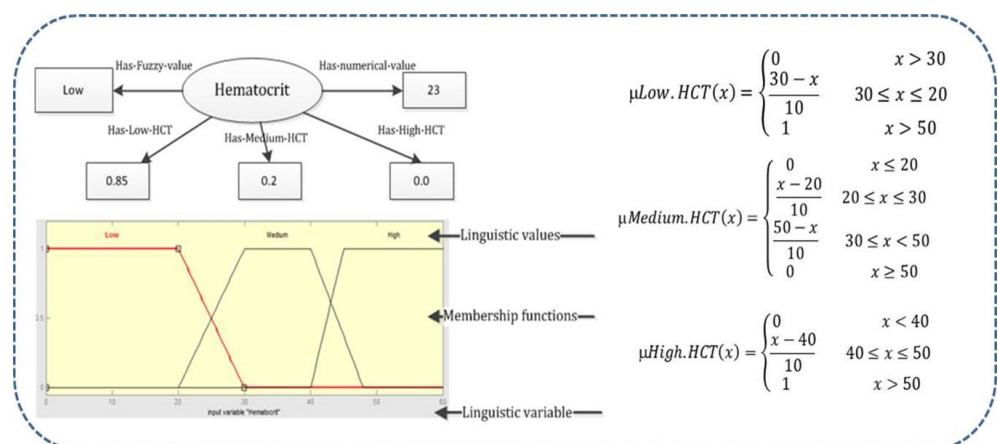 Has-Fuzzy-value
Has-numerical-value
Low
Hematocrit
23
Has-Low-HCT
Has-Medium-HCT
Has-High-HCT
0.85
0.2
0.0
Low
Medium
High
Linguistic values
1
0.5
Membership functions
0
0 10 20 30 40 50 60
input variable "Hematocrit"
Linguistic variable
μLow.HCT(x) = {
0 x > 30
30 − x / 10 30 ≤ x ≤ 20
1 x > 50
μMedium.HCT(x) = {
0 x ≤ 20
x − 20 / 10 20 ≤ x ≤ 30
50 − x / 10 30 ≤ x < 50
0 x ≥ 50
μHigh.HCT(x) = {
0 x < 40
x − 40 / 10 40 ≤ x ≤ 50
1 x > 50